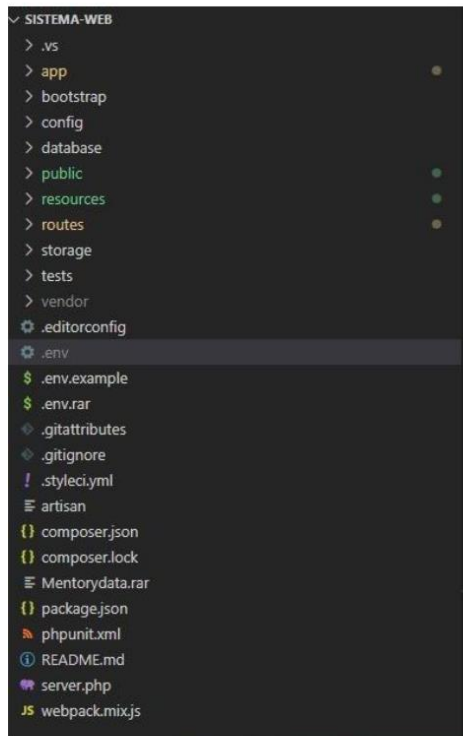 SISTEMA-WEB
.vs
app
bootstrap
config
database
public
resources
routes
storage
tests
vendor
.editorconfig
.env
.env.example
.env.rar
.gitattributes
.gitignore
.styleci.yml
artisan
composer.json
composer.lock
Mentorydata.rar
package.json
phpunit.xml
README.md
server.php
JS webpack.mix.js